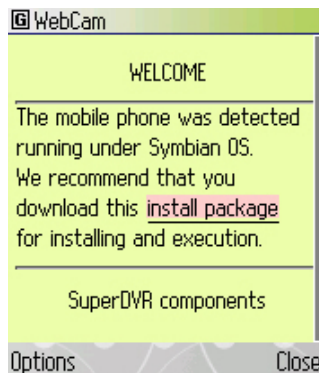 G WebCam
WELCOME
The mobile phone was detected
running under Symbian OS.
We recommend that you
download this install package
for installing and execution.
SuperDVR components
Options Close